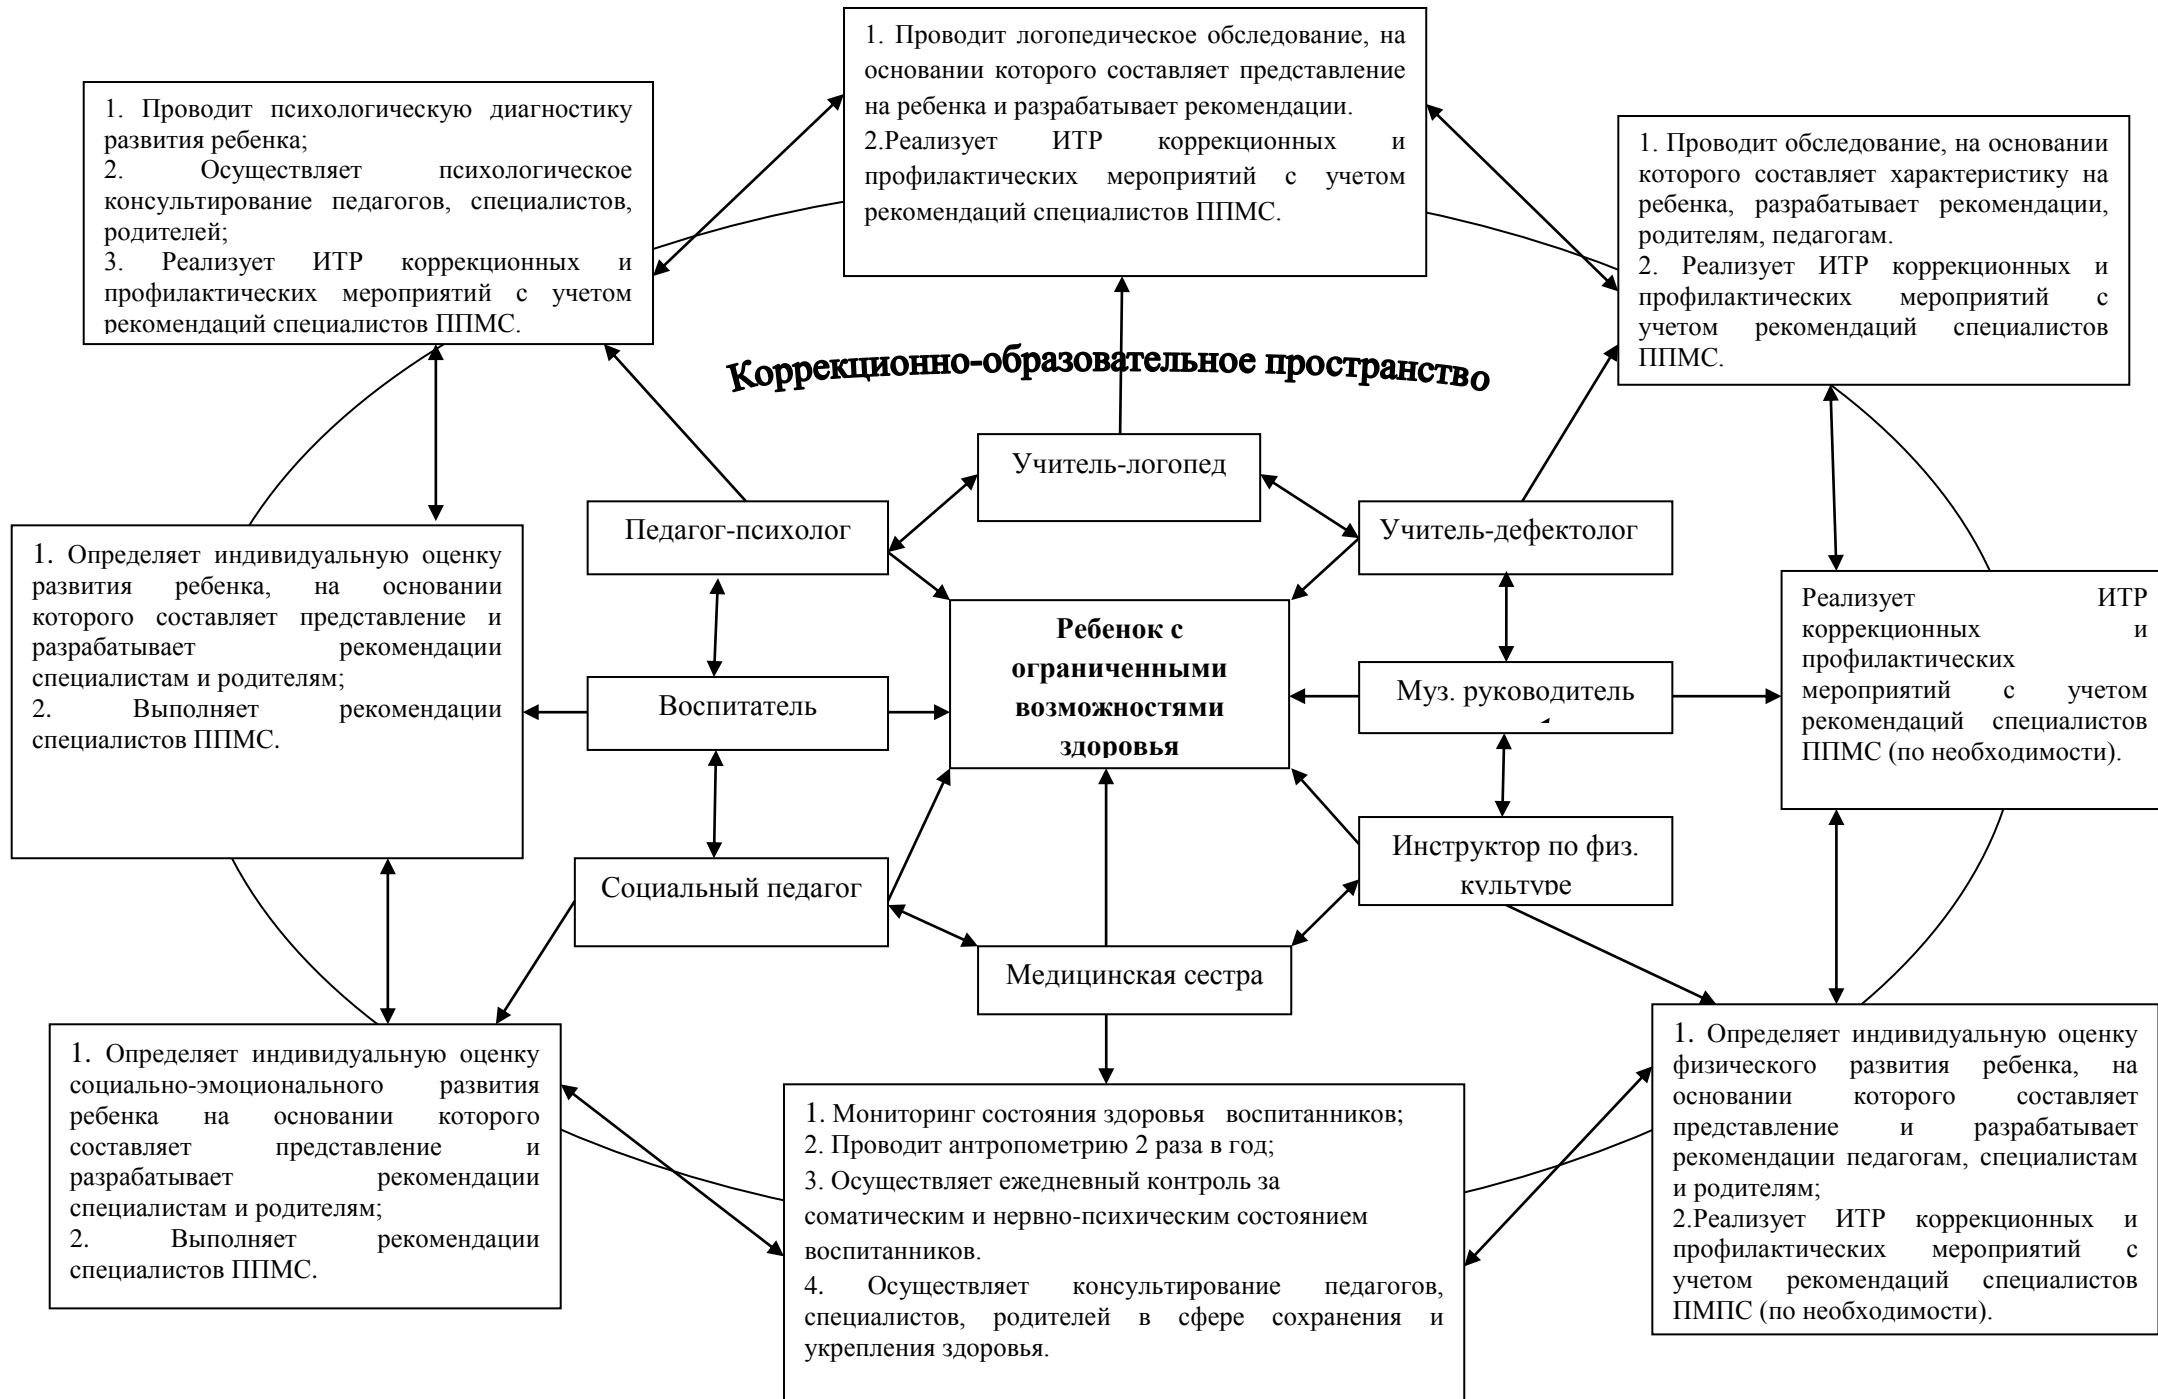 1. Проводит логопедическое обследование, на
основании которого составляет представление
на ребенка и разрабатывает рекомендации.
2.Реализует ИТР коррекционных и
профилактических мероприятий с учетом
рекомендаций специалистов ППМС.
1. Проводит психологическую диагностику
развития ребенка;
2. Осуществляет психологическое
консультирование педагогов, специалистов,
родителей;
3. Реализует ИТР коррекционных и
профилактических мероприятий с учетом
рекомендаций специалистов ППМС.
1. Проводит обследование, на основании
которого составляет характеристику на
ребенка, разрабатывает рекомендации,
родителям, педагогам.
2. Реализует ИТР коррекционных и
профилактических мероприятий с
учетом рекомендаций специалистов
ППМС.
Коррекционно-образовательное пространство
Учитель-логопед
Педагог-психолог
Учитель-дефектолог
1. Определяет индивидуальную оценку
развития ребенка, на основании
которого составляет представление и
разрабатывает рекомендации
специалистам и родителям;
2. Выполняет рекомендации
специалистов ППМС.
Воспитатель
Ребенок с
ограниченными
возможностями
здоровья
Муз. руководитель
Реализует ИТР
коррекционных и
профилактических
мероприятий с учетом
рекомендаций специалистов
ППМС (по необходимости).
Социальный педагог
Инструктор по физ.
культуре
Медицинская сестра
1. Определяет индивидуальную оценку
социально-эмоционального развития
ребенка на основании которого
составляет представление и
разрабатывает рекомендации
специалистам и родителям;
2. Выполняет рекомендации
специалистов ППМС.
1. Мониторинг состояния здоровья воспитанников;
2. Проводит антропометрию 2 раза в год;
3. Осуществляет ежедневный контроль за
соматическим и нервно-психическим состоянием
воспитанников.
4. Осуществляет консультирование педагогов,
специалистов, родителей в сфере сохранения и
укрепления здоровья.
1. Определяет индивидуальную оценку
физического развития ребенка, на
основании которого составляет
представление и разрабатывает
рекомендации педагогам, специалистам
и родителям;
2.Реализует ИТР коррекционных и
профилактических мероприятий с
учетом рекомендаций специалистов
ПМПС (по необходимости).